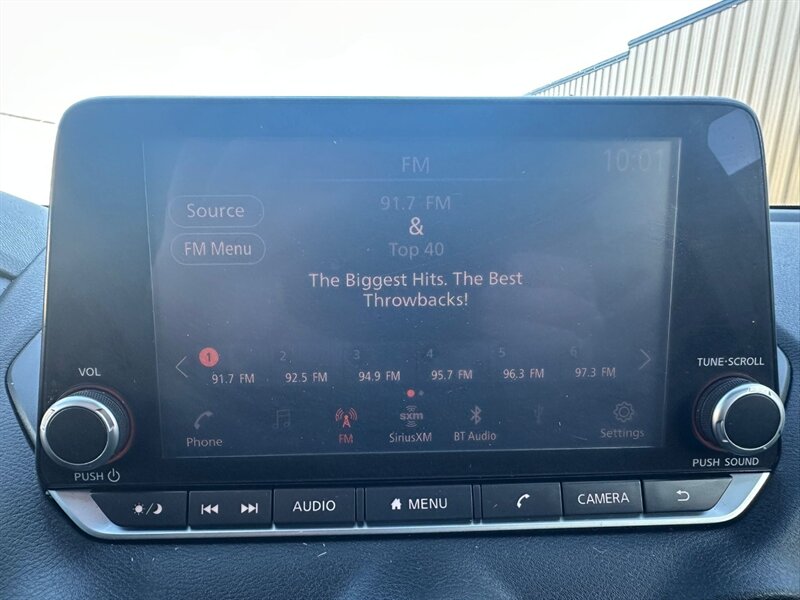 FM
10:01
Source
91.7 FM
&
FM Menu
Top 40
The Biggest Hits. The Best
Throwbacks!
1 2 3 4 5 6
91.7 FM 92.5 FM 94.9 FM 95.7 FM 96.3 FM 97.3 FM
sxm
Phone FM SiriusXM BT Audio Settings
VOL
PUSH
TUNE·SCROLL
PUSH SOUND
AUDIO MENU CAMERA